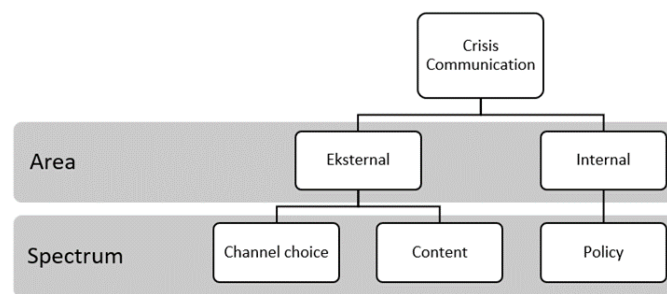 Crisis
Communication
Area
Eksternal
Internal
Spectrum
Channel choice
Content
Policy